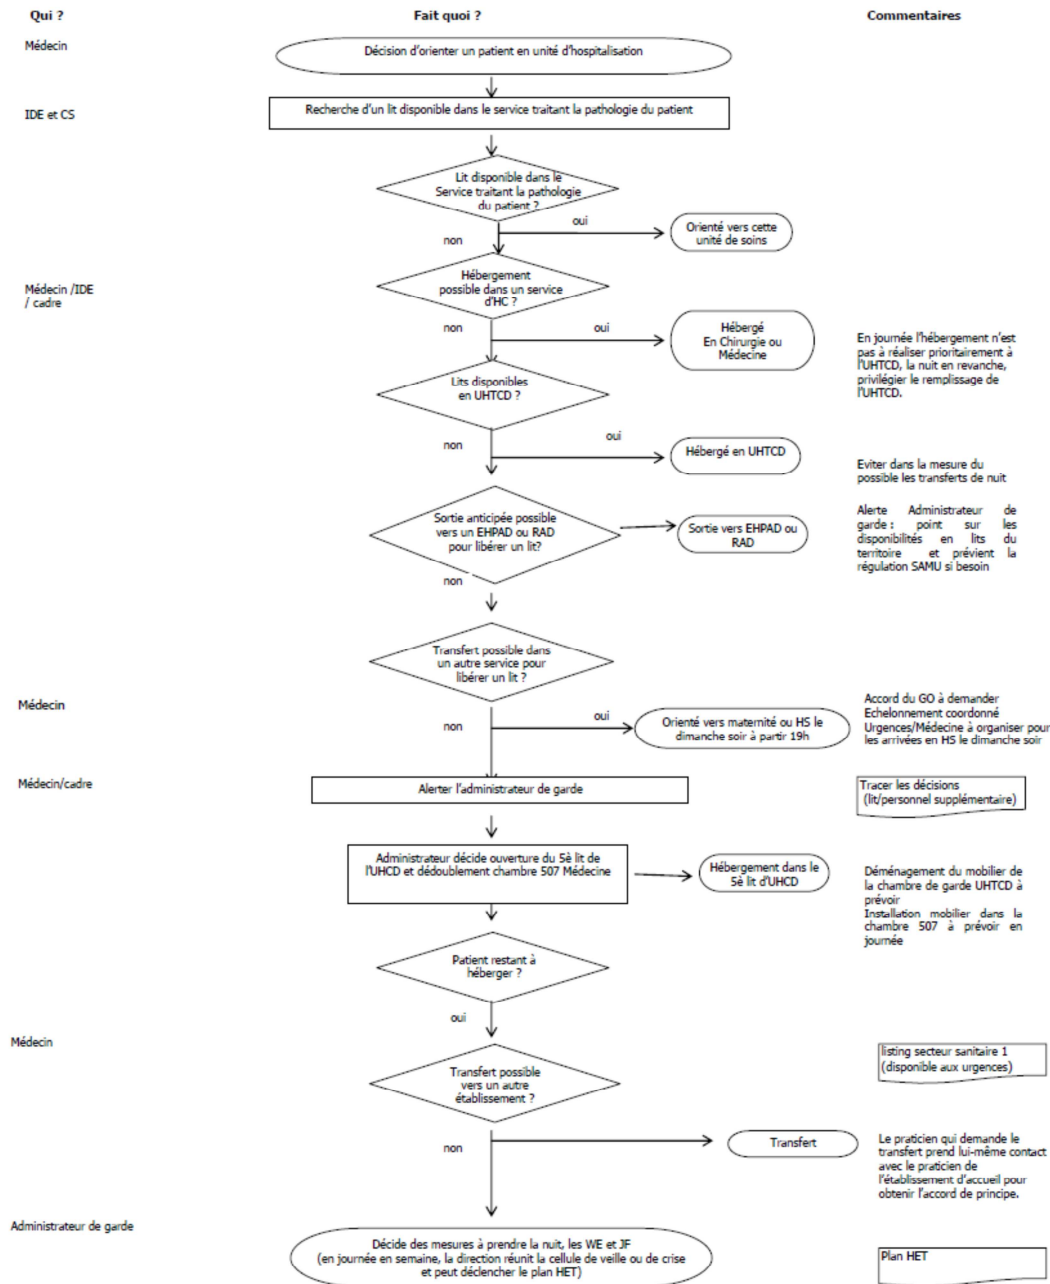 Qui ?
Fait quoi ?
Commentaires
Médecin
Décision d'orienter un patient en unité d'hospitalisation
IDE et CS
Recherche d'un lit disponible dans le service traitant la pathologie du patient
Lit disponible dans le
Service traitant la pathologie
du patient ?
oui
non
Orienté vers cette
unité de soins
Médecin /IDE
/ cadre
Hébergement
possible dans un service
d'HC ?
non
oui
Hébergé
En Chirurgie ou
Médecine
En journée l'hébergement n'est
pas à réaliser prioritairement à
l'UHTCD, la nuit en revanche,
privilégier le remplissage de
l'UHTCD.
Lits disponibles
en UHTCD ?
non
oui
Hébergé en UHTCD
Eviter dans la mesure du
possible les transferts de nuit
Sortie anticipée possible
vers un EHPAD ou RAD
pour libérer un lit?
non
Sortie vers EHPAD ou
RAD
Alerte Administrateur de
garde : point sur les
disponibilités en lits du
territoire et prévient la
régulation SAMU si besoin
Transfert possible dans
un autre service pour
libérer un lit ?
Médecin
non
oui
Orienté vers maternité ou HS le
dimanche soir à partir 19h
Accord du GO à demander
Echelonnement coordonné
Urgences/Médecine à organiser pour
les arrivées en HS le dimanche soir
Médecin/cadre
Alerter l'administrateur de garde
Tracer les décisions
(lit/personnel supplémentaire)
Administrateur décide ouverture du 5è lit de
l'UHCD et dédoublement chambre 507 Médecine
Hébergement dans le
5è lit d'UHCD
Déménagement du mobilier de
la chambre de garde UHTCD à
prévoir
Installation mobilier dans la
chambre 507 à prévoir en
journée
Patient restant à
héberger ?
oui
Médecin
Transfert possible
vers un autre
établissement ?
listing secteur sanitaire 1
(disponible aux urgences)
non
Transfert
Le praticien qui demande le
transfert prend lui-même contact
avec le praticien de
l'établissement d'accueil pour
obtenir l'accord de principe.
Administrateur de garde
Décide des mesures à prendre la nuit, les WE et JF
(en journée en semaine, la direction réunit la cellule de veille ou de crise
et peut déclencher le plan HET)
Plan HET